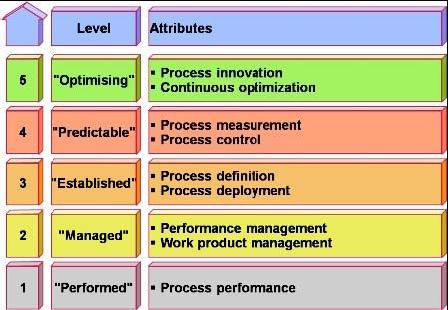 Level Attributes
5 "Optimising" ▪ Process innovation
▪ Continuous optimization
4 "Predictable" ▪ Process measurement
▪ Process control
3 "Established" ▪ Process definition
▪ Process deployment
2 "Managed" ▪ Performance management
▪ Work product management
1 "Performed" ▪ Process performance